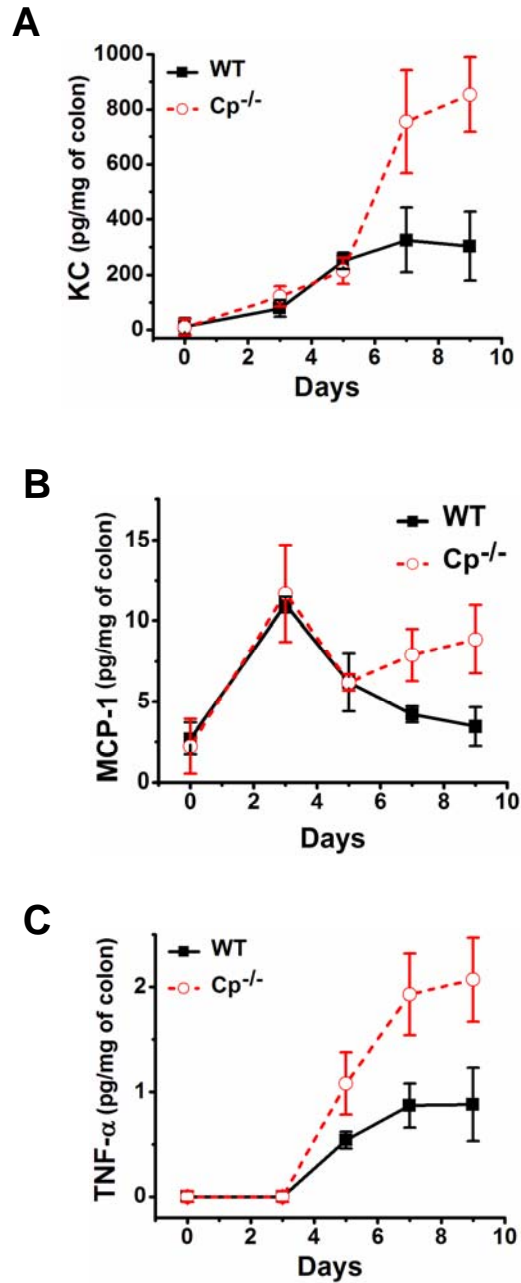 A
WT
Cp-/-
KC (pg/mg of colon)
1000
800
600
400
200
0
0 2 4 6 8 10
Days
B
WT
Cp-/-
MCP-1 (pg/mg of colon)
15
10
5
0
0 2 4 6 8 10
Days
C
WT
Cp-/-
TNF-α (pg/mg of colon)
2
1
0
0 2 4 6 8 10
Days